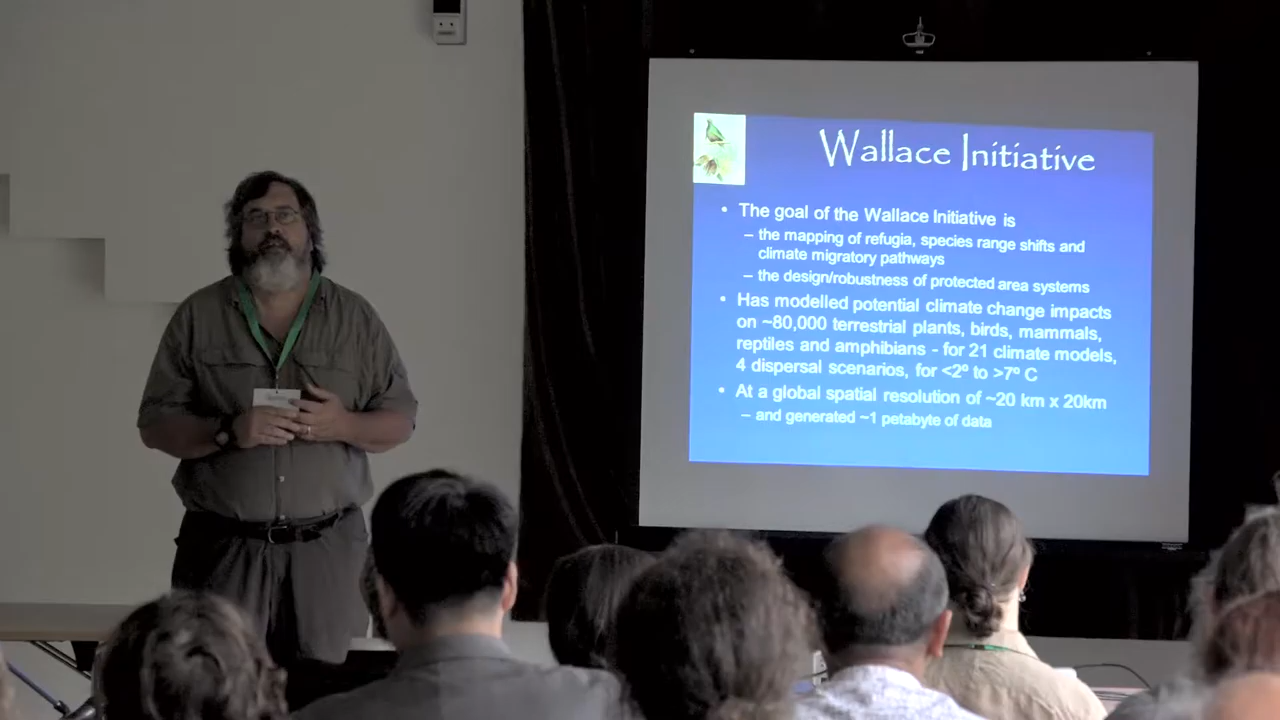 Wallace Initiative
• The goal of the Wallace Initiative is
– the mapping of refugia, species range shifts and
climate migratory pathways
– the design/robustness of protected area systems
• Has modelled potential climate change impacts
on ~80,000 terrestrial plants, birds, mammals,
reptiles and amphibians - for 21 climate models,
4 dispersal scenarios, for <2º to >7º C
• At a global spatial resolution of ~20 km x 20km
– and generated ~1 petabyte of data